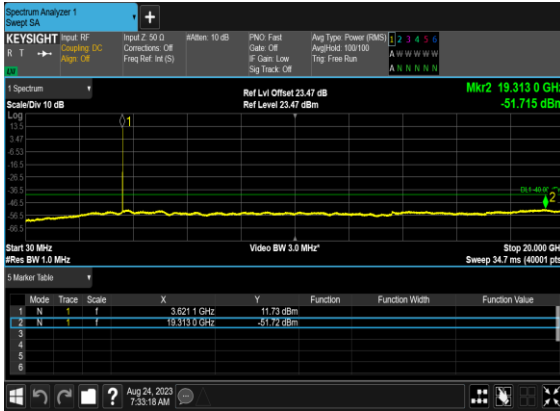 Spectrum Analyzer 1
Swept SA
+
KEYSIGHT
R T
Input: RF
Coupling: DC
Align: Off
Input Z: 50 Ω
Corrections: Off
Freq Ref: Int (S)
#Atten: 10 dB
PNO: Fast
Gate: Off
IF Gain: Low
Sig Track: Off
Avg Type: Power (RMS)
Avg|Hold: 100/100
Trig: Free Run
1 2 3 4 5 6
A W W W W W
A N N N N N
1 Spectrum
Scale/Div 10 dB
Ref Lvl Offset 23.47 dB
Ref Level 23.47 dBm
Mkr2 19.313 0 GHz
-51.715 dBm
Log
13.5
3.47
-6.53
-16.5
-26.5
-36.5
-46.5
-56.5
-66.5
1
2
Start 30 MHz
#Res BW 1.0 MHz
Video BW 3.0 MHz*
Stop 20.000 GHz
Sweep 34.7 ms (40001 pts)
5 Marker Table
Mode Trace Scale X Y Function Function Width Function Value
1 N 1 f 3.621 1 GHz 11.73 dBm
2 N 1 f 19.313 0 GHz -51.72 dBm
3
4
5
6
?
Aug 24, 2023
7:33:18 AM